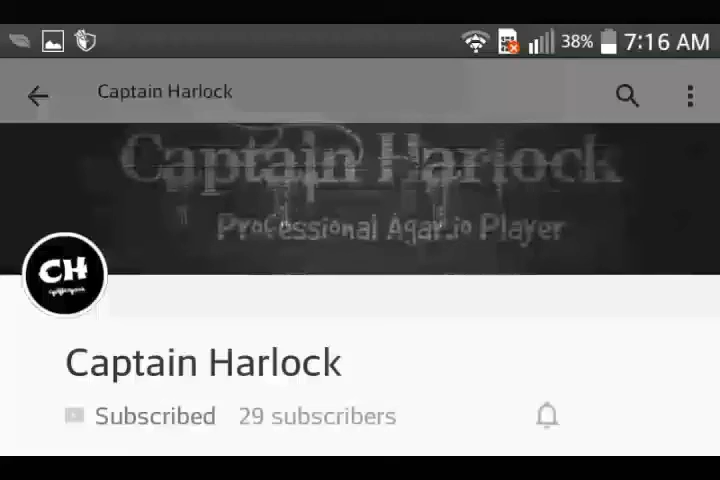 38% 7:16 AM
Captain Harlock
Captain Harlock
Professional Agar.io Player
CH
Captain Harlock
Subscribed 29 subscribers